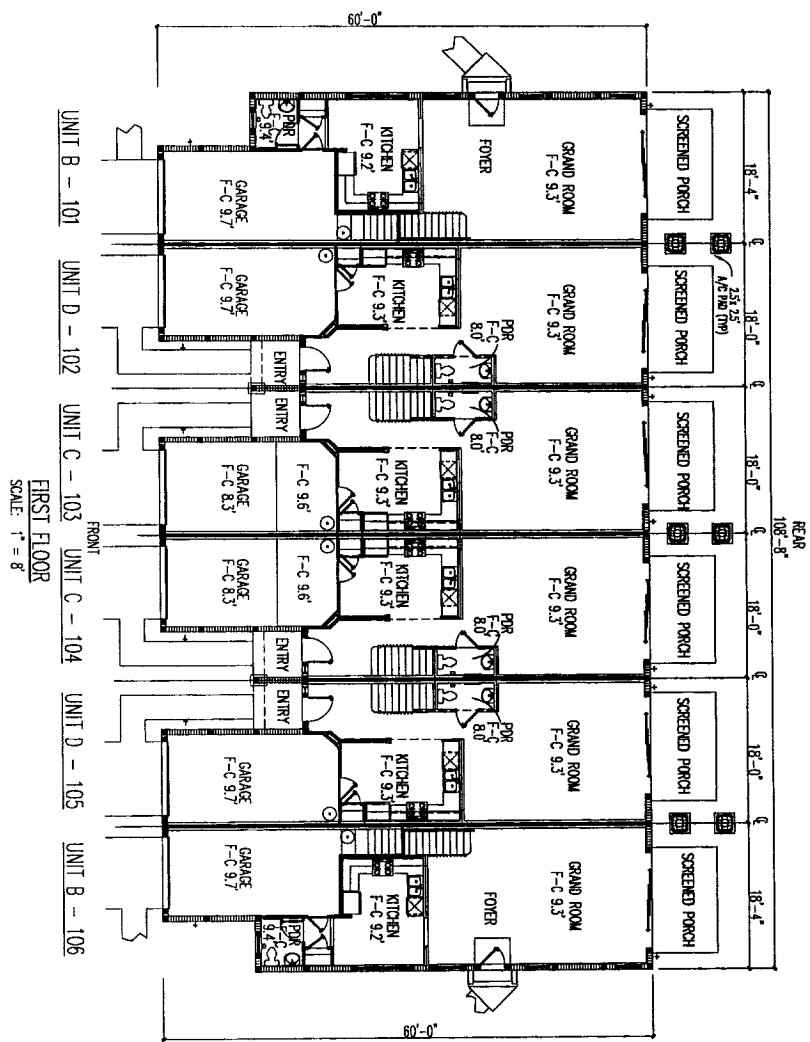 60'-0"
UNIT B - 101
PDR
F-C
9.4'
KITCHEN
F-C 9.2'
FOYER
GRAND ROOM
F-C 9.3'
SCREENED PORCH
18'-4"
GARAGE
F-C 9.7'
UNIT D - 102
GARAGE
F-C 9.7'
KITCHEN
F-C 9.3'
GRAND ROOM
F-C 9.3'
SCREENED PORCH
2.5 x 2.5'
A/C PAD (TYP)
18'-0"
ENTRY
PDR
F-C
8.0'
UNIT C - 103
ENTRY
PDR
F-C
8.0'
GARAGE
F-C 8.3'
F-C 9.6'
KITCHEN
F-C 9.3'
GRAND ROOM
F-C 9.3'
SCREENED PORCH
18'-0"
FRONT
FIRST FLOOR
SCALE: 1" = 8'
REAR
108'-8"
UNIT C - 104
GARAGE
F-C 8.3'
F-C 9.6'
KITCHEN
F-C 9.3'
GRAND ROOM
F-C 9.3'
SCREENED PORCH
18'-0"
ENTRY
PDR
F-C
8.0'
UNIT D - 105
ENTRY
PDR
F-C
8.0'
GARAGE
F-C 9.7'
KITCHEN
F-C 9.3'
GRAND ROOM
F-C 9.3'
SCREENED PORCH
18'-0"
UNIT B - 106
GARAGE
F-C 9.7'
KITCHEN
F-C 9.2'
PDR
F-C
9.4'
FOYER
GRAND ROOM
F-C 9.3'
SCREENED PORCH
18'-4"
60'-0"